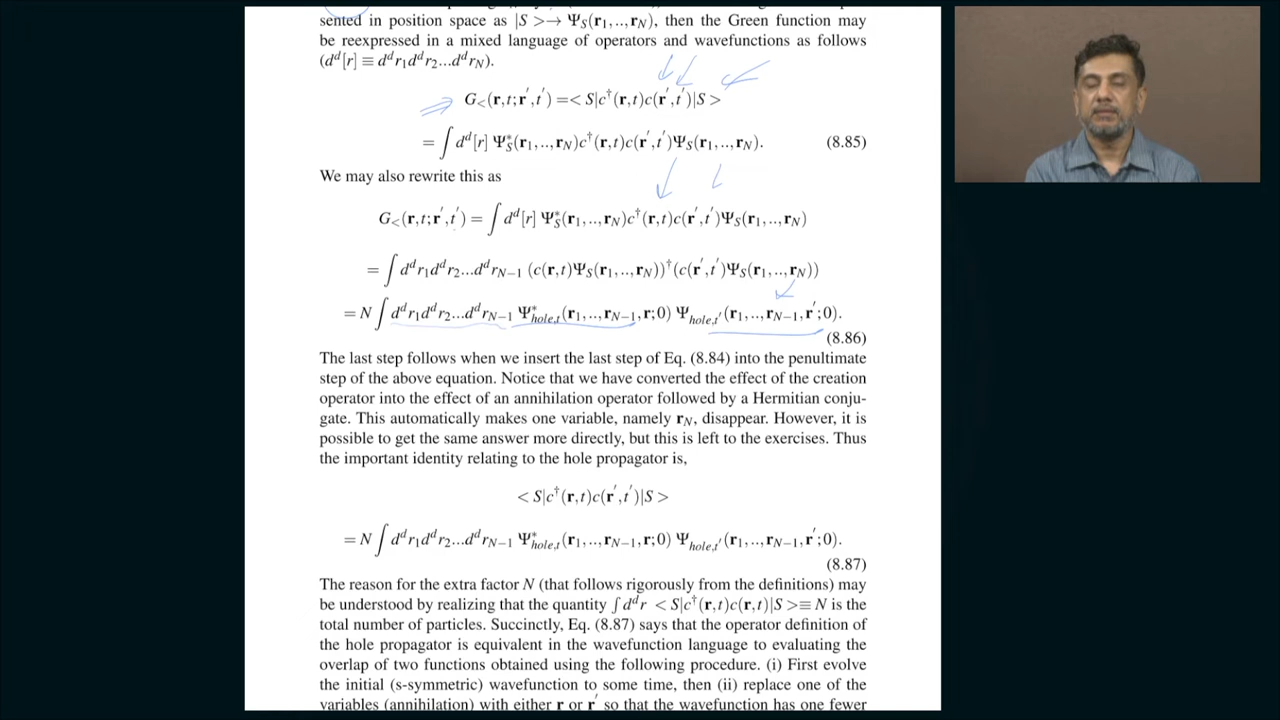 sented in position space as |S >→ Ψ_S(r_1,..,r_N), then the Green function may
be reexpressed in a mixed language of operators and wavefunctions as follows
(d^d[r] ≡ d^d r_1 d^d r_2...d^d r_N).
G_<(r,t;r′,t′) =< S|c†(r,t)c(r′,t′)|S >
= ∫ d^d[r] Ψ*_S(r_1,..,r_N)c†(r,t)c(r′,t′)Ψ_S(r_1,..,r_N). (8.85)
We may also rewrite this as
G_<(r,t;r′,t′) = ∫ d^d[r] Ψ*_S(r_1,..,r_N)c†(r,t)c(r′,t′)Ψ_S(r_1,..,r_N)
= ∫ d^d r_1 d^d r_2...d^d r_{N−1} (c(r,t)Ψ_S(r_1,..,r_N))†(c(r′,t′)Ψ_S(r_1,..,r_N))
= N ∫ d^d r_1 d^d r_2...d^d r_{N−1} Ψ*_{hole,t}(r_1,..,r_{N−1},r;0) Ψ_{hole,t′}(r_1,..,r_{N−1},r′;0).
(8.86)
The last step follows when we insert the last step of Eq. (8.84) into the penultimate
step of the above equation. Notice that we have converted the effect of the creation
operator into the effect of an annihilation operator followed by a Hermitian conju-
gate. This automatically makes one variable, namely r_N, disappear. However, it is
possible to get the same answer more directly, but this is left to the exercises. Thus
the important identity relating to the hole propagator is,
< S|c†(r,t)c(r′,t′)|S >
= N ∫ d^d r_1 d^d r_2...d^d r_{N−1} Ψ*_{hole,t}(r_1,..,r_{N−1},r;0) Ψ_{hole,t′}(r_1,..,r_{N−1},r′;0).
(8.87)
The reason for the extra factor N (that follows rigorously from the definitions) may
be understood by realizing that the quantity ∫ d^d r < S|c†(r,t)c(r,t)|S >≡ N is the
total number of particles. Succinctly, Eq. (8.87) says that the operator definition of
the hole propagator is equivalent in the wavefunction language to evaluating the
overlap of two functions obtained using the following procedure. (i) First evolve
the initial (s-symmetric) wavefunction to some time, then (ii) replace one of the
variables (annihilation) with either r or r′ so that the wavefunction has one fewer